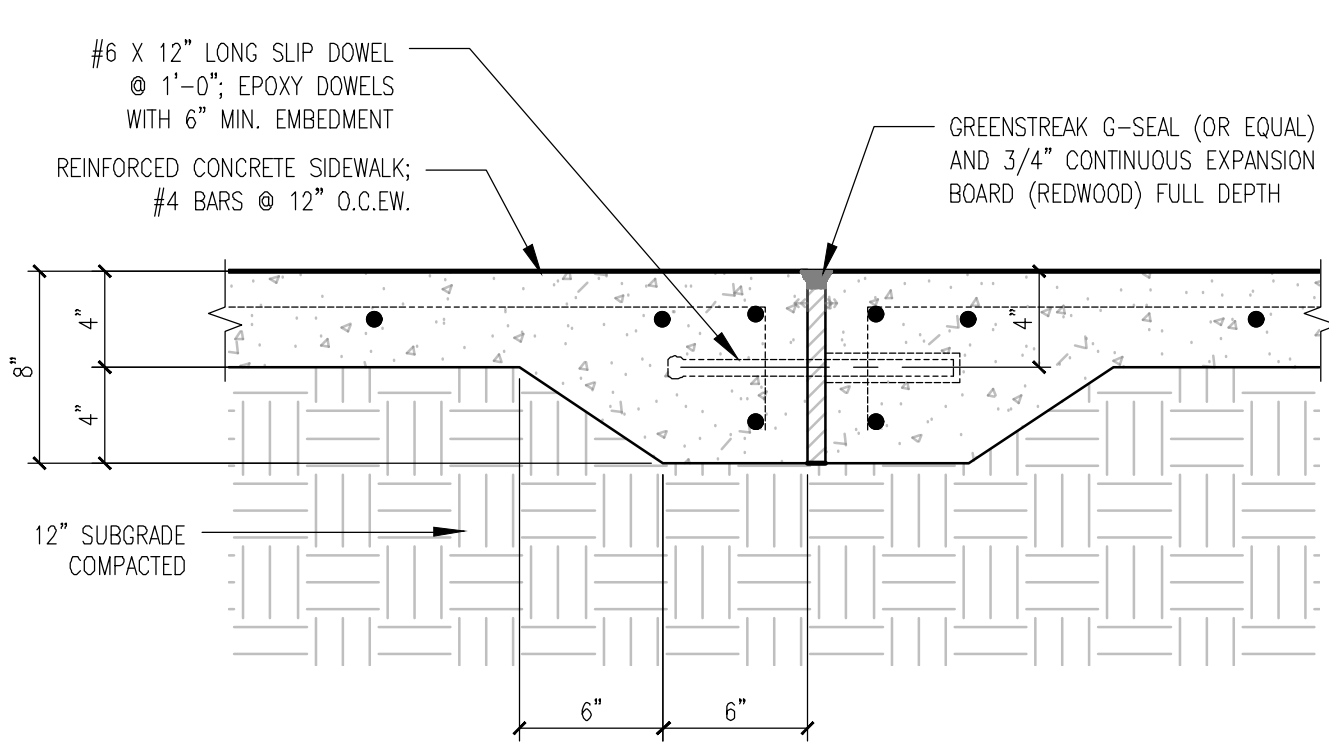 #6 X 12" LONG SLIP DOWEL
@ 1'-0"; EPOXY DOWELS
WITH 6" MIN. EMBEDMENT
REINFORCED CONCRETE SIDEWALK;
#4 BARS @ 12" O.C.EW.
GREENSTREAK G-SEAL (OR EQUAL)
AND 3/4" CONTINUOUS EXPANSION
BOARD (REDWOOD) FULL DEPTH
8"
4"
4"
4"
12" SUBGRADE
COMPACTED
6"
6"